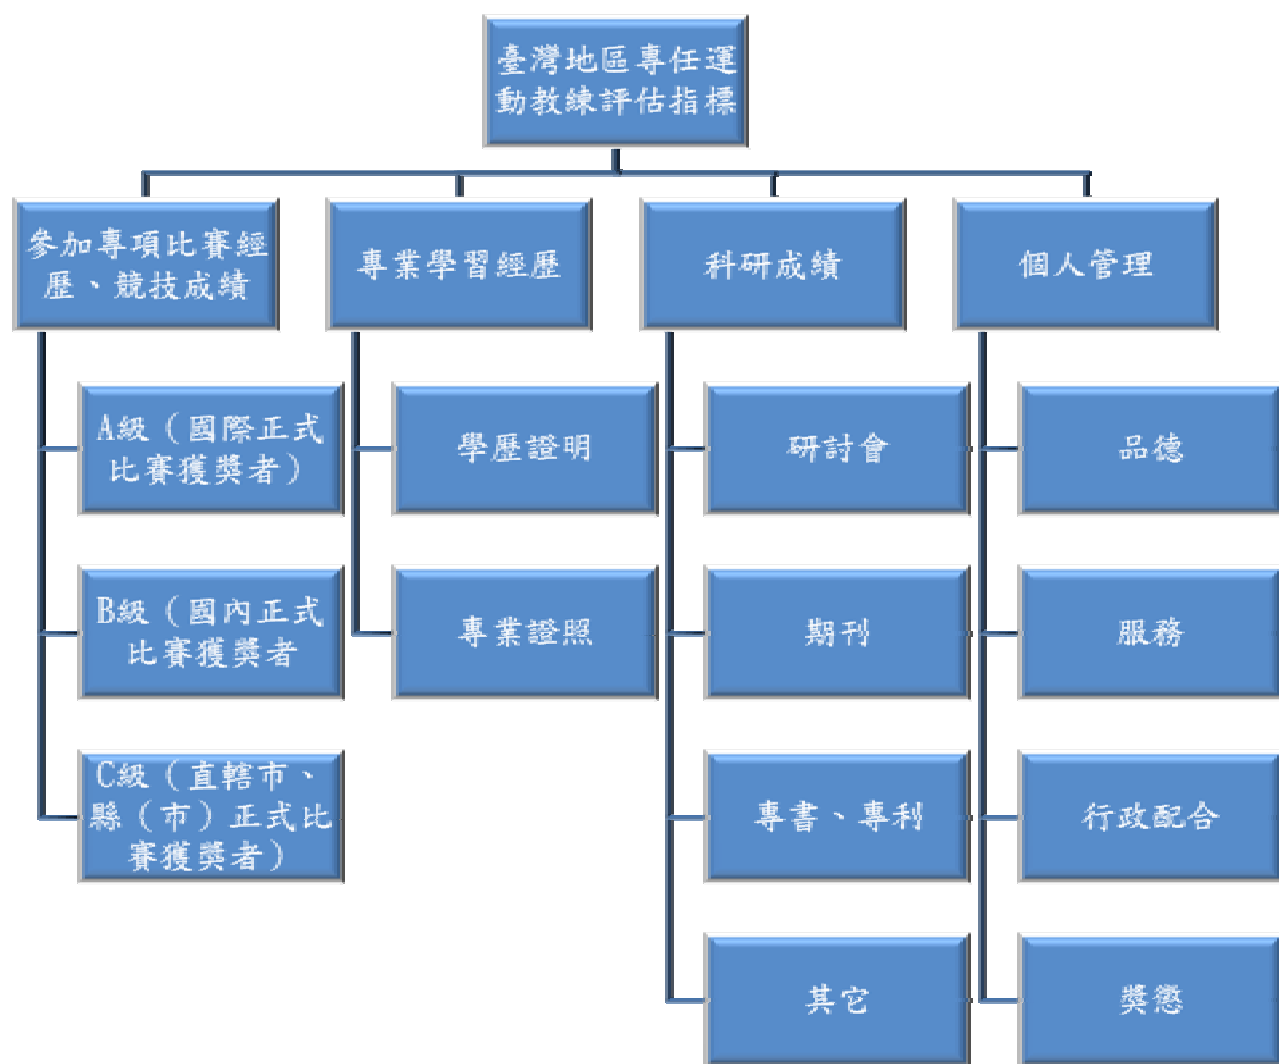 臺灣地區專任運
動教練評估指標
參加專項比賽經
歷、競技成績
專業學習經歷
科研成績
個人管理
A級（國際正式
比賽獲獎者）
學歷證明
研討會
品德
B級（國內正式
比賽獲獎者
專業證照
期刊
服務
C級（直轄市、
縣（市）正式比
賽獲獎者）
專書、專利
行政配合
其它
獎懲